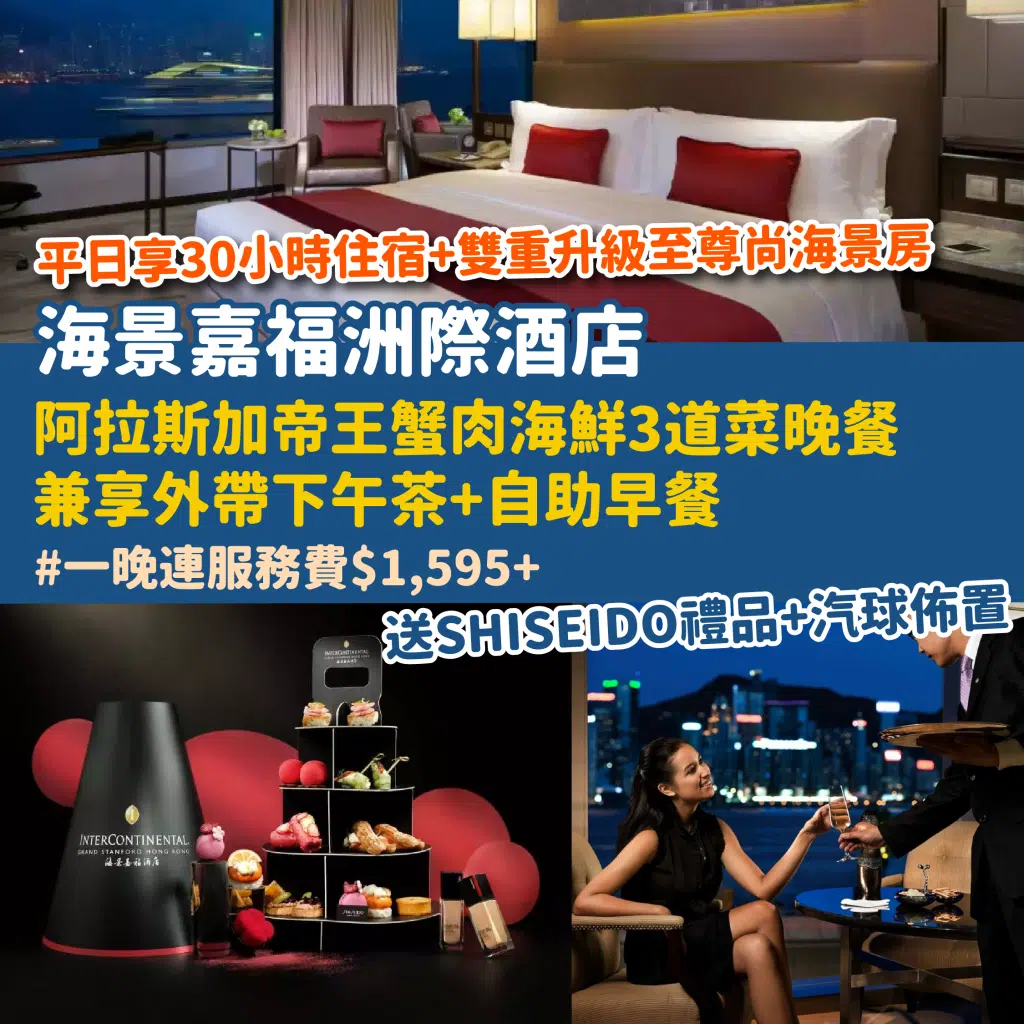 平日享30小時住宿+雙重升級至尊尚海景房
海景嘉福洲際酒店
阿拉斯加帝王蟹肉海鮮3道菜晚餐
兼享外帶下午茶+自助早餐
#一晚連服務費$1,595+
送SHISEIDO禮品+汽球佈置
INTERCONTINENTAL
INTERCONTINENTAL
GRAND STANFORD HONG KONG
海景嘉福酒店
SHISEIDO